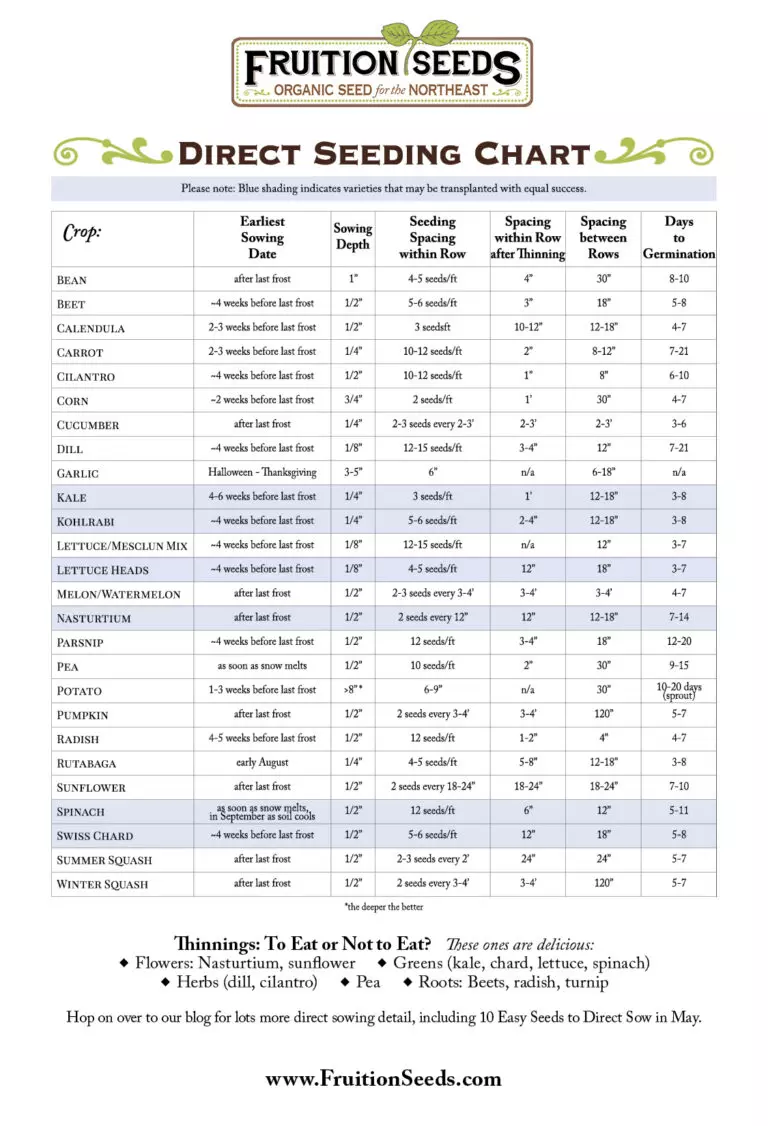 FRUITION SEEDS
ORGANIC SEED for the NORTHEAST
DIRECT SEEDING CHART
Please note: Blue shading indicates varieties that may be transplanted with equal success.
Crop: Earliest Sowing Date Sowing Depth Seeding Spacing within Row Spacing within Row after Thinning Spacing between Rows Days to Germination
BEAN after last frost 1" 4-5 seeds/ft 4" 30" 8-10
BEET ~4 weeks before last frost 1/2" 5-6 seeds/ft 3" 18" 5-8
CALENDULA 2-3 weeks before last frost 1/2" 3 seedsft 10-12" 12-18" 4-7
CARROT 2-3 weeks before last frost 1/4" 10-12 seeds/ft 2" 8-12" 7-21
CILANTRO ~4 weeks before last frost 1/2" 10-12 seeds/ft 1" 8" 6-10
CORN ~2 weeks before last frost 3/4" 2 seeds/ft 1' 30" 4-7
CUCUMBER after last frost 1/4" 2-3 seeds every 2-3' 2-3' 2-3' 3-6
DILL ~4 weeks before last frost 1/8" 12-15 seeds/ft 3-4" 12" 7-21
GARLIC Halloween - Thanksgiving 3-5" 6" n/a 6-18" n/a
KALE 4-6 weeks before last frost 1/4" 3 seeds/ft 1' 12-18" 3-8
KOHLRABI ~4 weeks before last frost 1/4" 5-6 seeds/ft 2-4" 12-18" 3-8
LETTUCE/MESCLUN MIX ~4 weeks before last frost 1/8" 12-15 seeds/ft n/a 12" 3-7
LETTUCE HEADS ~4 weeks before last frost 1/8" 4-5 seeds/ft 12" 18" 3-7
MELON/WATERMELON after last frost 1/2" 2-3 seeds every 3-4' 3-4' 3-4' 4-7
NASTURTIUM after last frost 1/2" 2 seeds every 12" 12" 12-18" 7-14
PARSNIP ~4 weeks before last frost 1/2" 12 seeds/ft 3-4" 18" 12-20
PEA as soon as snow melts 1/2" 10 seeds/ft 2" 30" 9-15
POTATO 1-3 weeks before last frost >8"* 6-9" n/a 30" 10-20 days (sprout)
PUMPKIN after last frost 1/2" 2 seeds every 3-4' 3-4' 120" 5-7
RADISH 4-5 weeks before last frost 1/2" 12 seeds/ft 1-2" 4" 4-7
RUTABAGA early August 1/4" 4-5 seeds/ft 5-8" 12-18" 3-8
SUNFLOWER after last frost 1/2" 2 seeds every 18-24" 18-24" 18-24" 7-10
SPINACH as soon as snow melts, in September as soil cools 1/2" 12 seeds/ft 6" 12" 5-11
SWISS CHARD ~4 weeks before last frost 1/2" 5-6 seeds/ft 12" 18" 5-8
SUMMER SQUASH after last frost 1/2" 2-3 seeds every 2' 24" 24" 5-7
WINTER SQUASH after last frost 1/2" 2 seeds every 3-4' 3-4' 120" 5-7
*the deeper the better
Thinnings: To Eat or Not to Eat? These ones are delicious:
◆ Flowers: Nasturtium, sunflower ◆ Greens (kale, chard, lettuce, spinach)
◆ Herbs (dill, cilantro) ◆ Pea ◆ Roots: Beets, radish, turnip
Hop on over to our blog for lots more direct sowing detail, including 10 Easy Seeds to Direct Sow in May.
www.FruitionSeeds.com